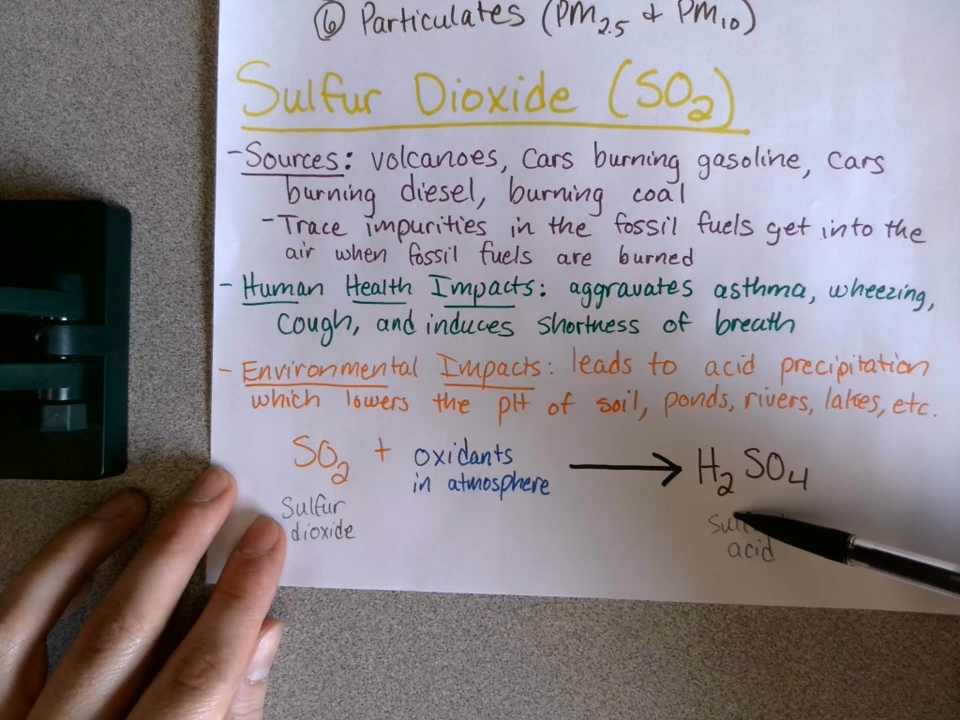 ⑥ Particulates (PM₂.₅ + PM₁₀)
Sulfur Dioxide (SO₂)
- Sources: volcanoes, cars burning gasoline, cars
burning diesel, burning coal
- Trace impurities in the fossil fuels get into the
air when fossil fuels are burned
- Human Health Impacts: aggravates asthma, wheezing,
cough, and induces shortness of breath
- Environmental Impacts: leads to acid precipitation
which lowers the pH of soil, ponds, rivers, lakes, etc.
SO₂ + oxidants in atmosphere → H₂SO₄
Sulfur
dioxide
acid